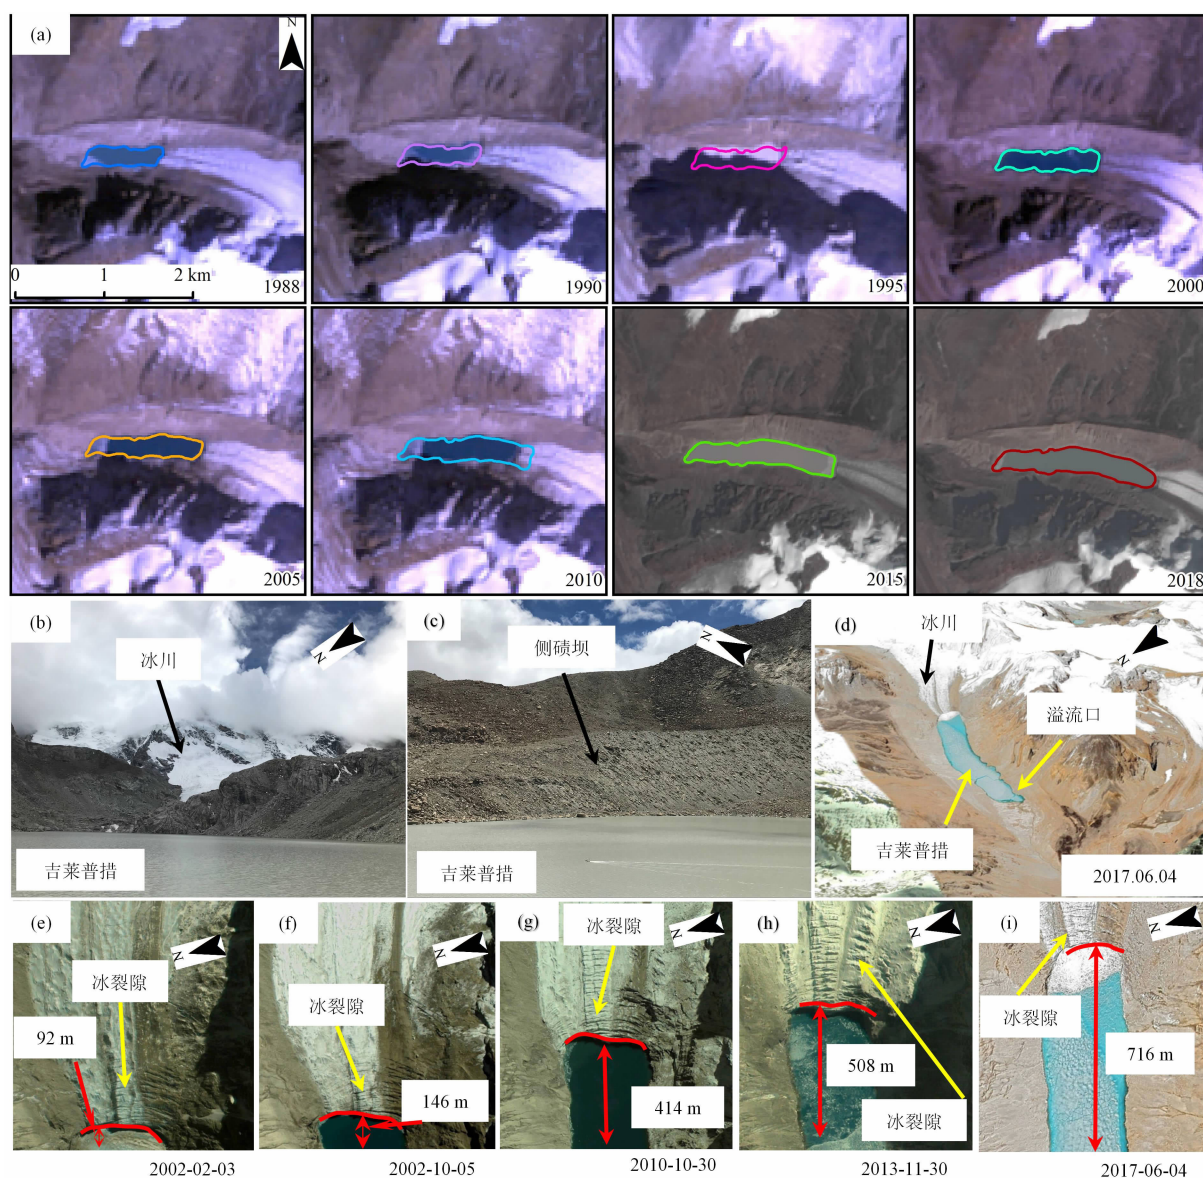 (a)
N
0 1 2 km
1988
1990
1995
2000
2005
2010
2015
2018
(b)
冰川
N
吉莱普措
(c)
侧碛坝
N
吉莱普措
(d)
冰川
N
溢流口
吉莱普措
2017.06.04
(e)
N
冰裂隙
92 m
2002-02-03
(f)
N
冰裂隙
146 m
2002-10-05
(g)
冰裂隙
N
414 m
2010-10-30
(h)
N
508 m
冰裂隙
2013-11-30
(i)
N
冰裂隙
716 m
2017-06-04